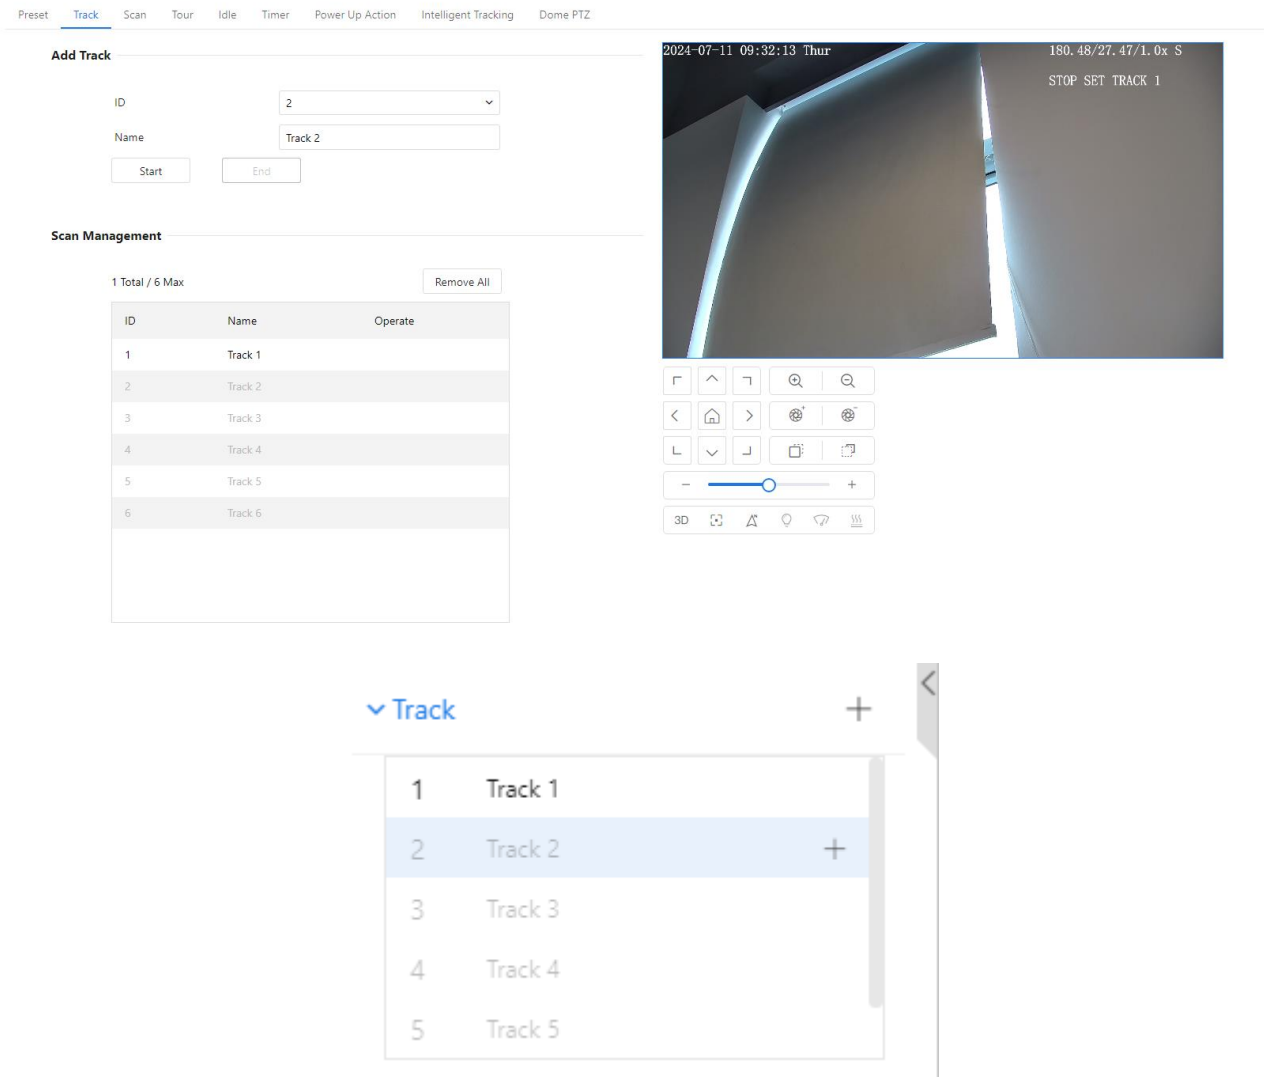 Preset Track Scan Tour Idle Timer Power Up Action Intelligent Tracking Dome PTZ
Add Track
ID 2
Name Track 2
Start End
Scan Management
1 Total / 6 Max Remove All
ID Name Operate
1 Track 1
2 Track 2
3 Track 3
4 Track 4
5 Track 5
6 Track 6
2024-07-11 09:32:13 Thur 180.48/27.47/1.0x S
STOP SET TRACK 1
3D
Track
1 Track 1
2 Track 2
3 Track 3
4 Track 4
5 Track 5